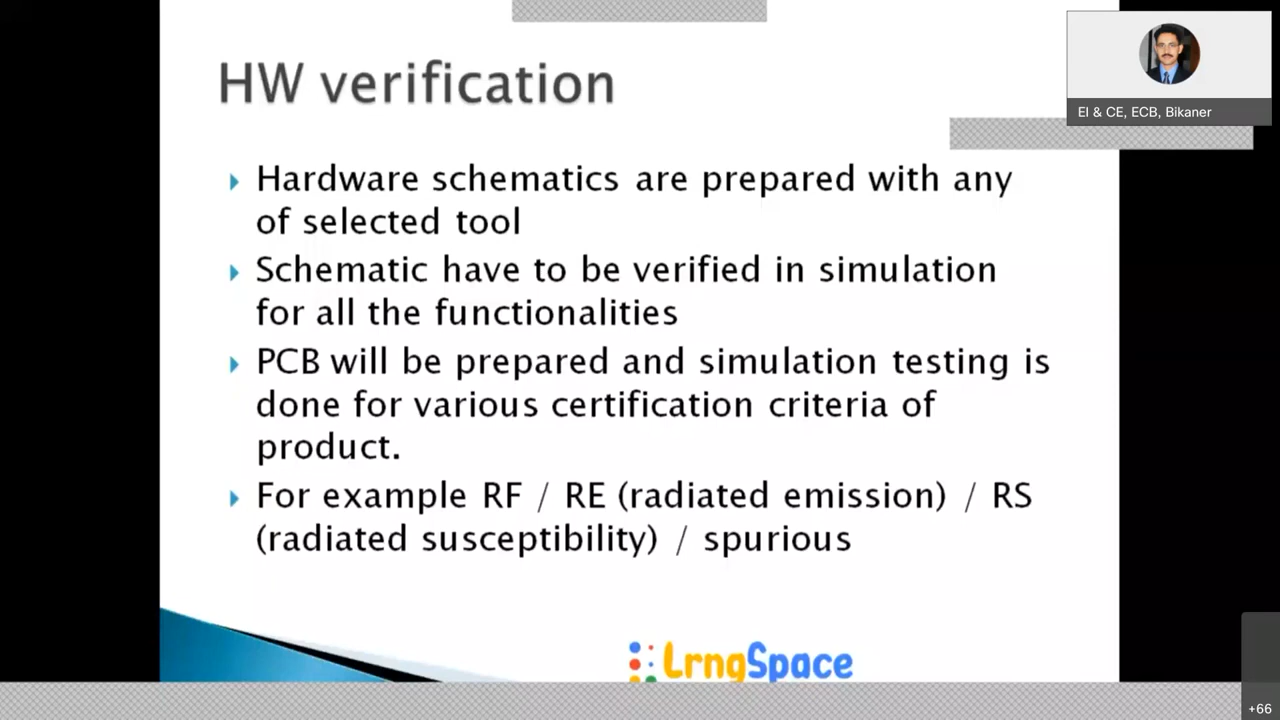 HW verification
EI & CE, ECB, Bikaner
Hardware schematics are prepared with any
of selected tool
Schematic have to be verified in simulation
for all the functionalities
PCB will be prepared and simulation testing is
done for various certification criteria of
product.
For example RF / RE (radiated emission) / RS
(radiated susceptibility) / spurious
LrngSpace
+66